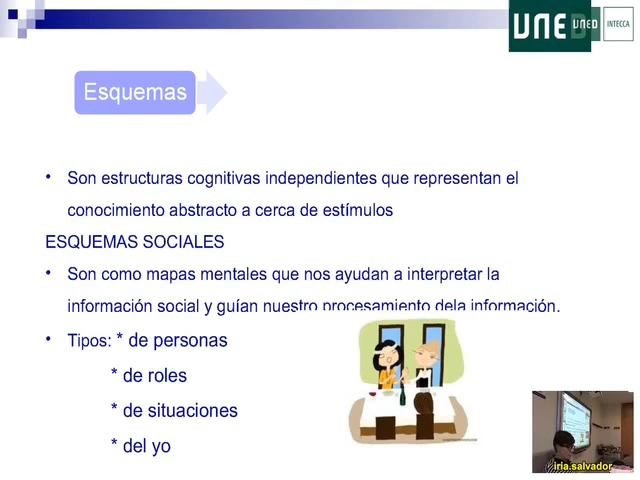 UNED
UNED
INTECCA
Esquemas
• Son estructuras cognitivas independientes que representan el
conocimiento abstracto a cerca de estímulos
ESQUEMAS SOCIALES
• Son como mapas mentales que nos ayudan a interpretar la
información social y guían nuestro procesamiento dela información.
• Tipos: * de personas
* de roles
* de situaciones
* del yo
iria.salvador